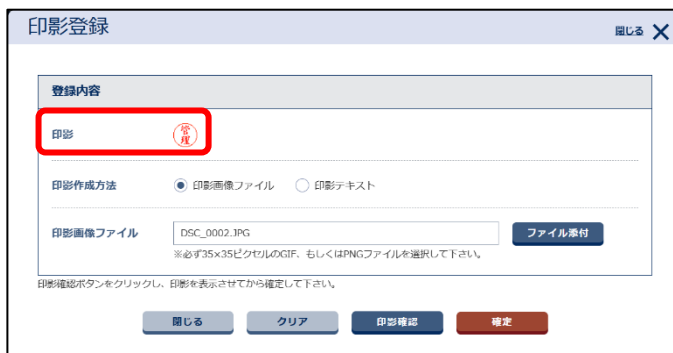 印影登録
閉じる
登録内容
印影 管理
印影作成方法 印影画像ファイル 印影テキスト
印影画像ファイル DSC_0002.JPG ファイル添付
※必ず35×35ピクセルのGIF、もしくはPNGファイルを選択して下さい。
印影確認ボタンをクリックし、印影を表示させてから確定して下さい。
閉じる クリア 印影確認 確定